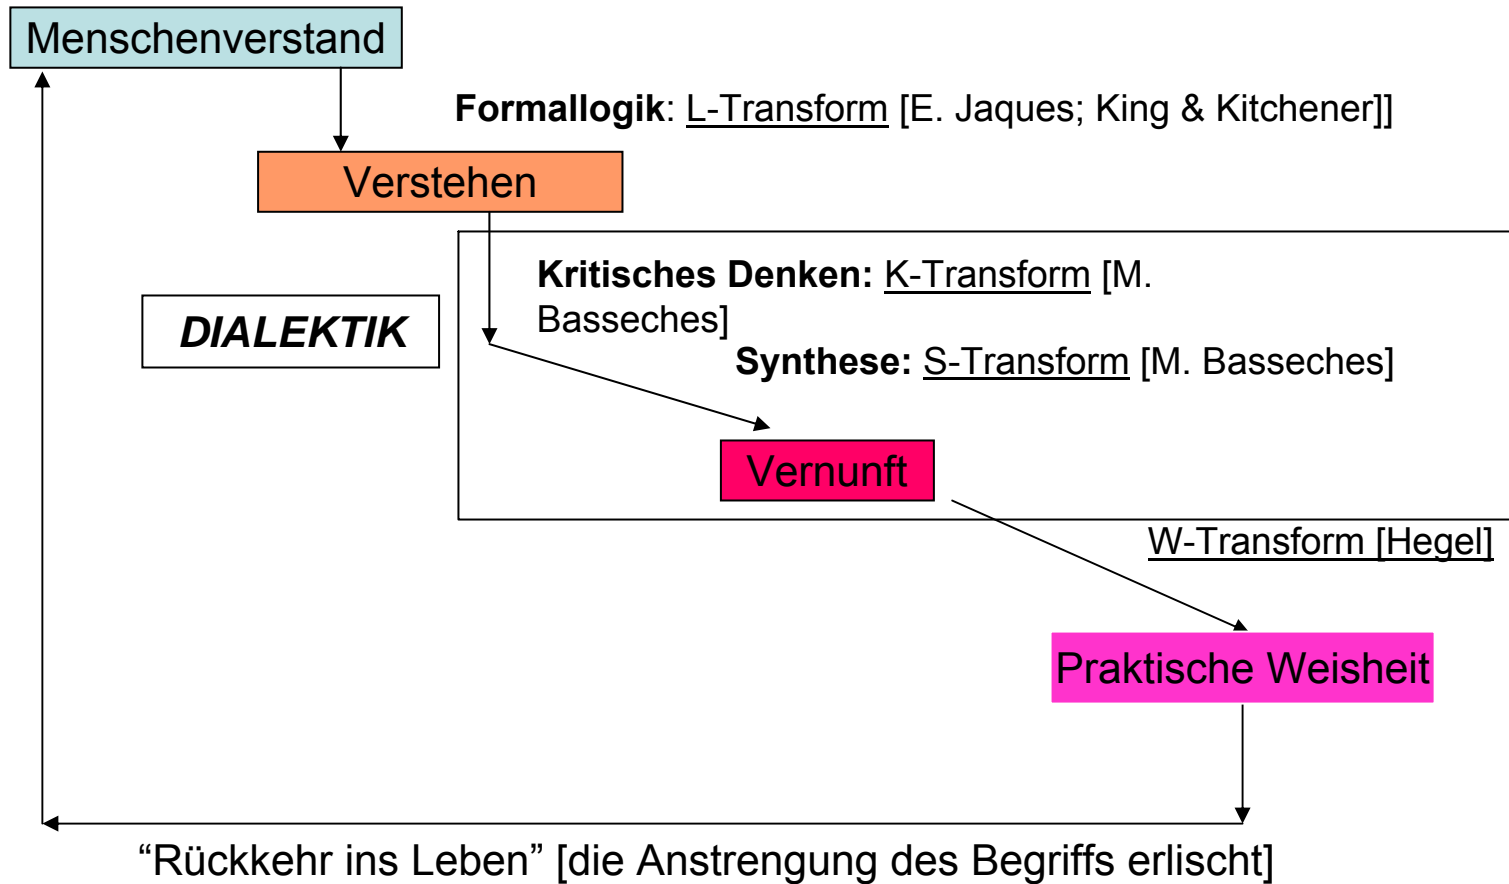 Menschenverstand
Formallogik: L-Transform [E. Jaques; King & Kitchener]]
Verstehen
Kritisches Denken: K-Transform [M.
Basseches]
DIALEKTIK
Synthese: S-Transform [M. Basseches]
Vernunft
W-Transform [Hegel]
Praktische Weisheit
“Rückkehr ins Leben” [die Anstrengung des Begriffs erlischt]